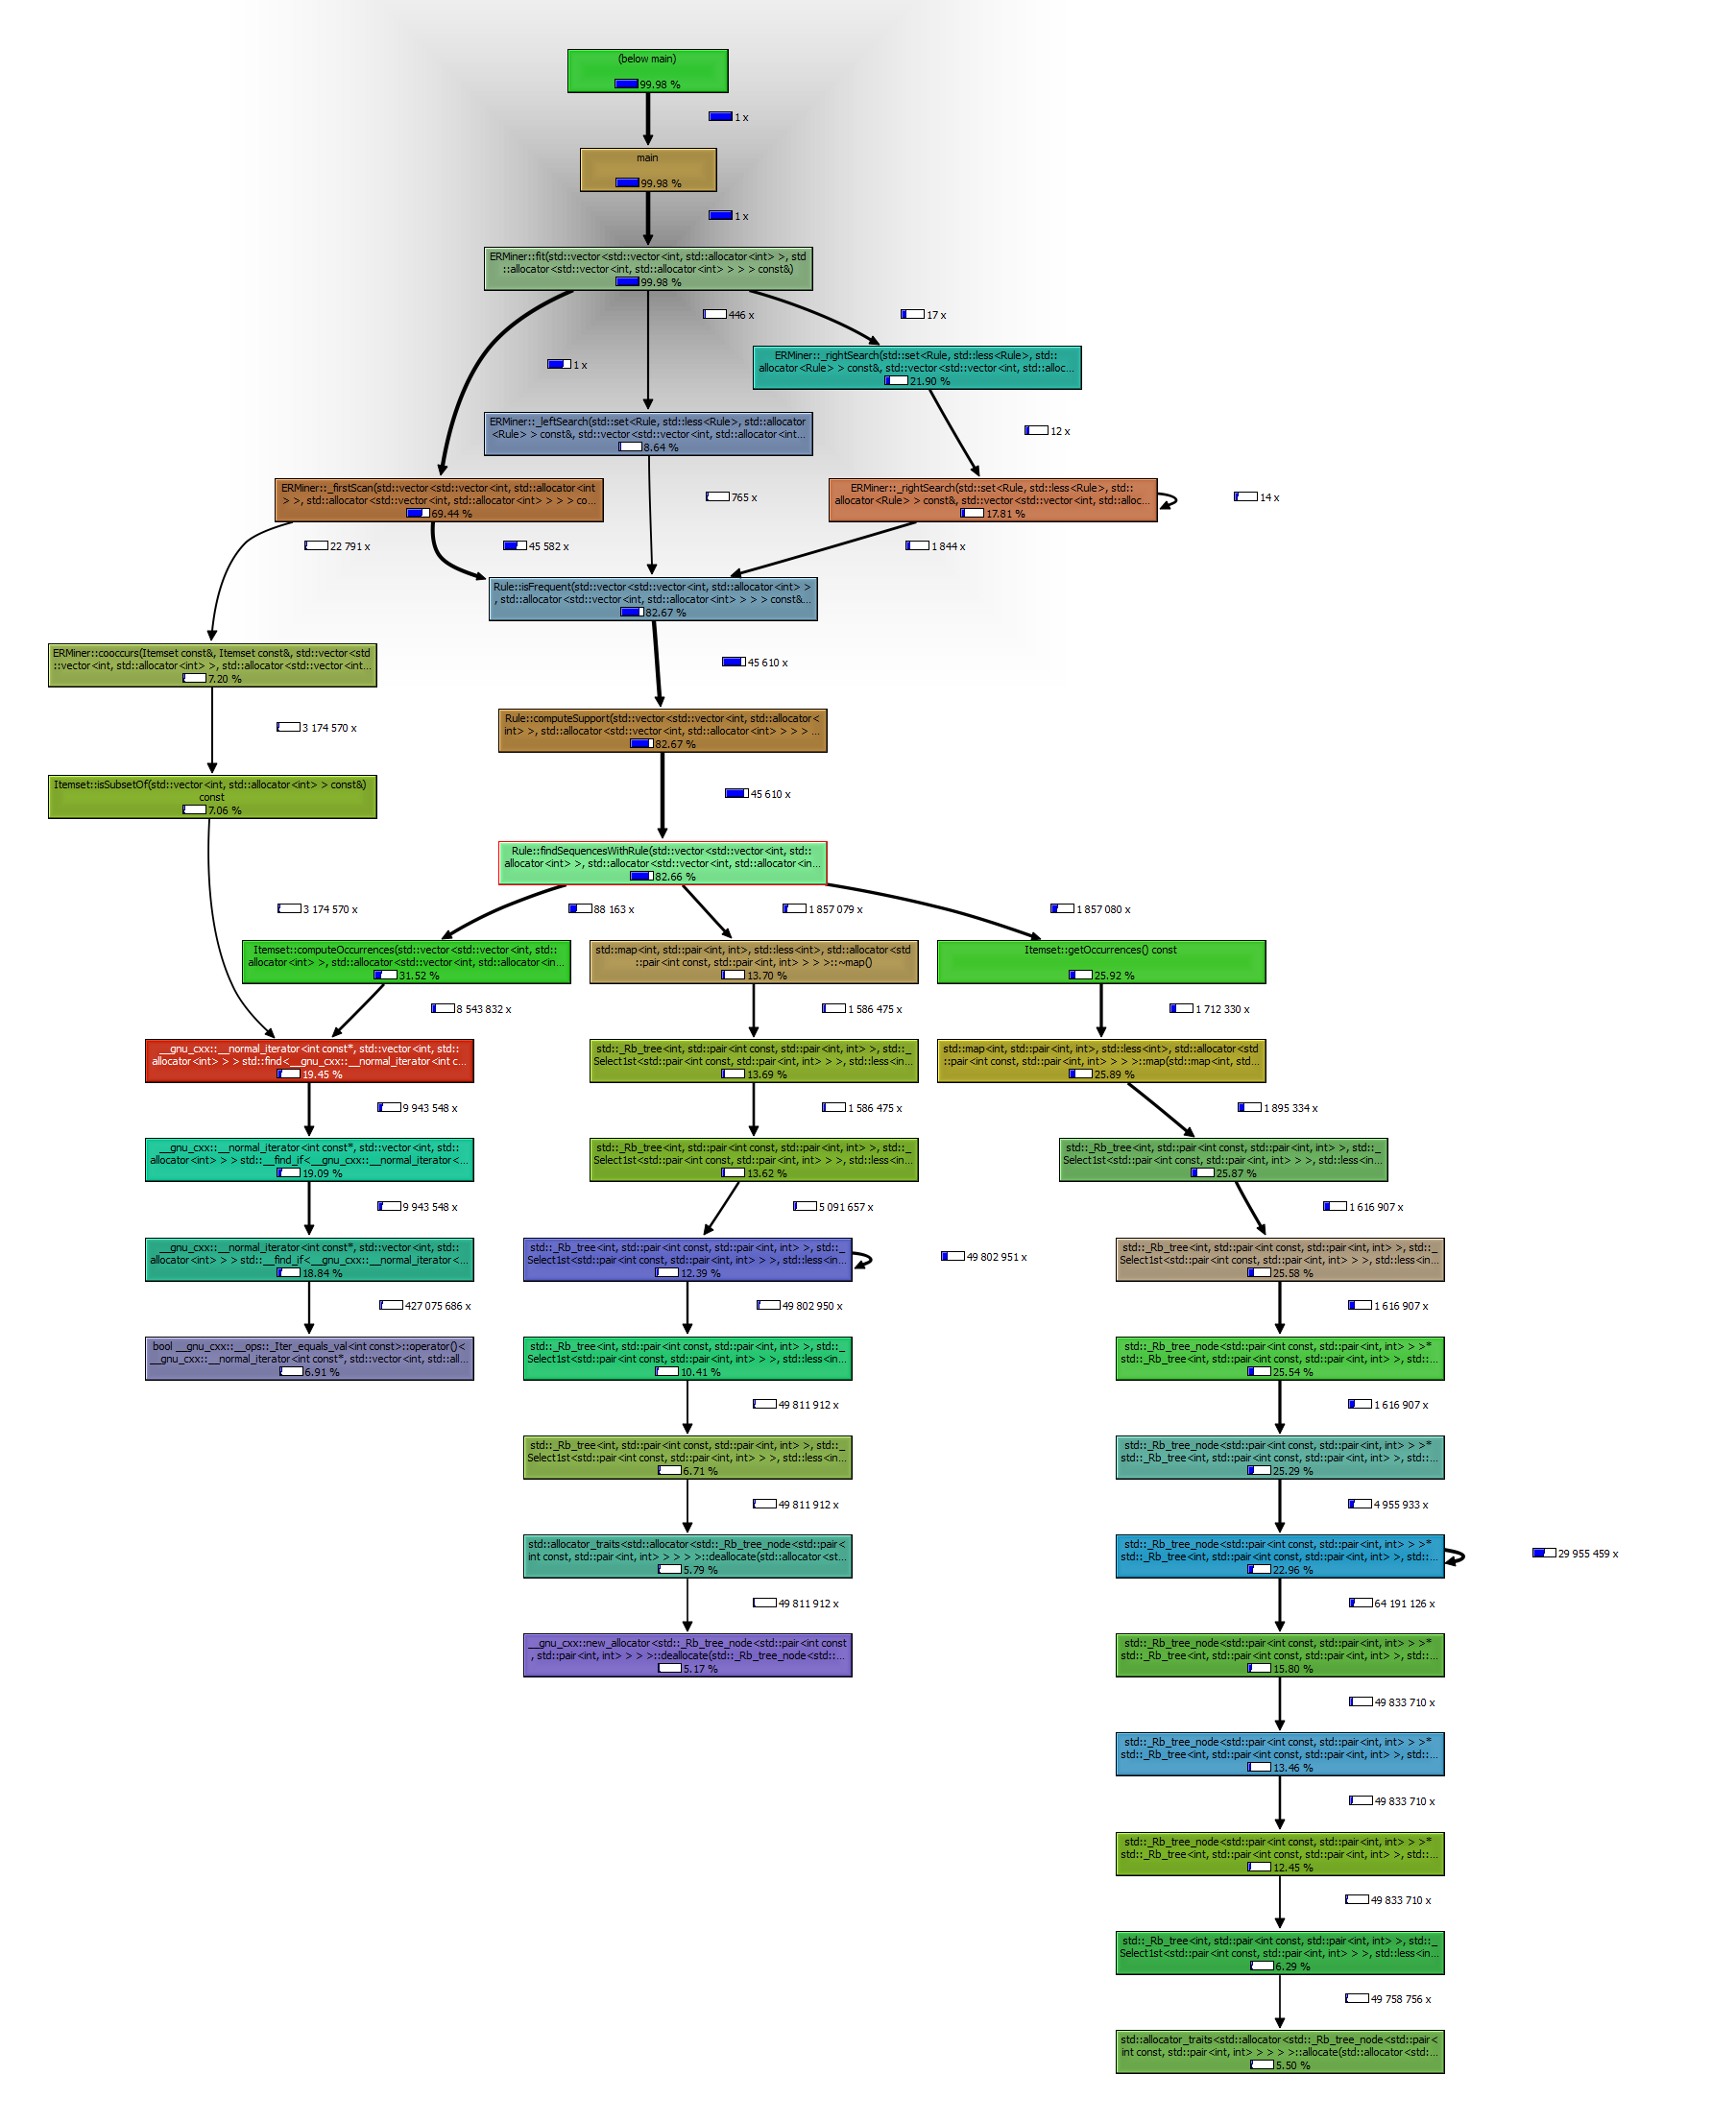 (below main)
99.98 %
1 x
main
99.98 %
1 x
ERMiner::fit(std::vector<std::vector<int, std::allocator<int> >, std
::allocator<std::vector<int, std::allocator<int> > > > const&)
99.98 %
446 x
17 x
1 x
ERMiner::_rightSearch(std::set<Rule, std::less<Rule>, std::
allocator<Rule> > const&, std::vector<std::vector<int, std::alloc...
21.90 %
ERMiner::_leftSearch(std::set<Rule, std::less<Rule>, std::allocator
<Rule> > const&, std::vector<std::vector<int, std::allocator<int...
8.64 %
12 x
ERMiner::_firstScan(std::vector<std::vector<int, std::allocator<int
> >, std::allocator<std::vector<int, std::allocator<int> > > > co...
69.44 %
765 x
ERMiner::_rightSearch(std::set<Rule, std::less<Rule>, std::
allocator<Rule> > const&, std::vector<std::vector<int, std::alloc...
17.81 %
14 x
22 791 x
45 582 x
1 844 x
Rule::isFrequent(std::vector<std::vector<int, std::allocator<int> >
, std::allocator<std::vector<int, std::allocator<int> > > > const&...
82.67 %
ERMiner::cooccurs(Itemset const&, Itemset const&, std::vector<std
::vector<int, std::allocator<int> >, std::allocator<std::vector<int...
7.20 %
45 610 x
3 174 570 x
Rule::computeSupport(std::vector<std::vector<int, std::allocator<
int> >, std::allocator<std::vector<int, std::allocator<int> > > > ...
82.67 %
Itemset::isSubsetOf(std::vector<int, std::allocator<int> > const&)
const
7.06 %
45 610 x
Rule::findSequencesWithRule(std::vector<std::vector<int, std::
allocator<int> >, std::allocator<std::vector<int, std::allocator<in...
82.66 %
3 174 570 x
88 163 x
1 857 079 x
1 857 080 x
Itemset::computeOccurrences(std::vector<std::vector<int, std::
allocator<int> >, std::allocator<std::vector<int, std::allocator<in...
31.52 %
std::map<int, std::pair<int, int>, std::less<int>, std::allocator<std
::pair<int const, std::pair<int, int> > > >::~map()
13.70 %
Itemset::getOccurrences() const
25.92 %
8 543 832 x
1 586 475 x
1 712 330 x
__gnu_cxx::__normal_iterator<int const*, std::vector<int, std::
allocator<int> > > std::find<__gnu_cxx::__normal_iterator<int c...
19.45 %
std::_Rb_tree<int, std::pair<int const, std::pair<int, int> >, std::_
Select1st<std::pair<int const, std::pair<int, int> > >, std::less<in...
13.69 %
std::map<int, std::pair<int, int>, std::less<int>, std::allocator<std
::pair<int const, std::pair<int, int> > > >::map(std::map<int, std...
25.89 %
9 943 548 x
1 586 475 x
1 895 334 x
__gnu_cxx::__normal_iterator<int const*, std::vector<int, std::
allocator<int> > > std::__find_if<__gnu_cxx::__normal_iterator<...
19.09 %
std::_Rb_tree<int, std::pair<int const, std::pair<int, int> >, std::_
Select1st<std::pair<int const, std::pair<int, int> > >, std::less<in...
13.62 %
std::_Rb_tree<int, std::pair<int const, std::pair<int, int> >, std::_
Select1st<std::pair<int const, std::pair<int, int> > >, std::less<in...
25.87 %
9 943 548 x
5 091 657 x
1 616 907 x
__gnu_cxx::__normal_iterator<int const*, std::vector<int, std::
allocator<int> > > std::__find_if<__gnu_cxx::__normal_iterator<...
18.84 %
std::_Rb_tree<int, std::pair<int const, std::pair<int, int> >, std::_
Select1st<std::pair<int const, std::pair<int, int> > >, std::less<in...
12.39 %
49 802 951 x
std::_Rb_tree<int, std::pair<int const, std::pair<int, int> >, std::_
Select1st<std::pair<int const, std::pair<int, int> > >, std::less<in...
25.58 %
427 075 686 x
49 802 950 x
1 616 907 x
bool __gnu_cxx::__ops::_Iter_equals_val<int const>::operator()<
__gnu_cxx::__normal_iterator<int const*, std::vector<int, std::all...
6.91 %
std::_Rb_tree<int, std::pair<int const, std::pair<int, int> >, std::_
Select1st<std::pair<int const, std::pair<int, int> > >, std::less<in...
10.41 %
std::_Rb_tree_node<std::pair<int const, std::pair<int, int> > >*
std::_Rb_tree<int, std::pair<int const, std::pair<int, int> >, std::...
25.54 %
49 811 912 x
1 616 907 x
std::_Rb_tree<int, std::pair<int const, std::pair<int, int> >, std::_
Select1st<std::pair<int const, std::pair<int, int> > >, std::less<in...
6.71 %
std::_Rb_tree_node<std::pair<int const, std::pair<int, int> > >*
std::_Rb_tree<int, std::pair<int const, std::pair<int, int> >, std::...
25.29 %
49 811 912 x
4 955 933 x
std::allocator_traits<std::allocator<std::_Rb_tree_node<std::pair<
int const, std::pair<int, int> > > > >::deallocate(std::allocator<st...
5.79 %
std::_Rb_tree_node<std::pair<int const, std::pair<int, int> > >*
std::_Rb_tree<int, std::pair<int const, std::pair<int, int> >, std::...
22.96 %
29 955 459 x
49 811 912 x
64 191 126 x
__gnu_cxx::new_allocator<std::_Rb_tree_node<std::pair<int const
, std::pair<int, int> > > >::deallocate(std::_Rb_tree_node<std::...
5.17 %
std::_Rb_tree_node<std::pair<int const, std::pair<int, int> > >*
std::_Rb_tree<int, std::pair<int const, std::pair<int, int> >, std::...
15.80 %
49 833 710 x
std::_Rb_tree_node<std::pair<int const, std::pair<int, int> > >*
std::_Rb_tree<int, std::pair<int const, std::pair<int, int> >, std::...
13.46 %
49 833 710 x
std::_Rb_tree_node<std::pair<int const, std::pair<int, int> > >*
std::_Rb_tree<int, std::pair<int const, std::pair<int, int> >, std::...
12.45 %
49 833 710 x
std::_Rb_tree<int, std::pair<int const, std::pair<int, int> >, std::_
Select1st<std::pair<int const, std::pair<int, int> > >, std::less<in...
6.29 %
49 758 756 x
std::allocator_traits<std::allocator<std::_Rb_tree_node<std::pair<
int const, std::pair<int, int> > > > >::allocate(std::allocator<std:...
5.50 %